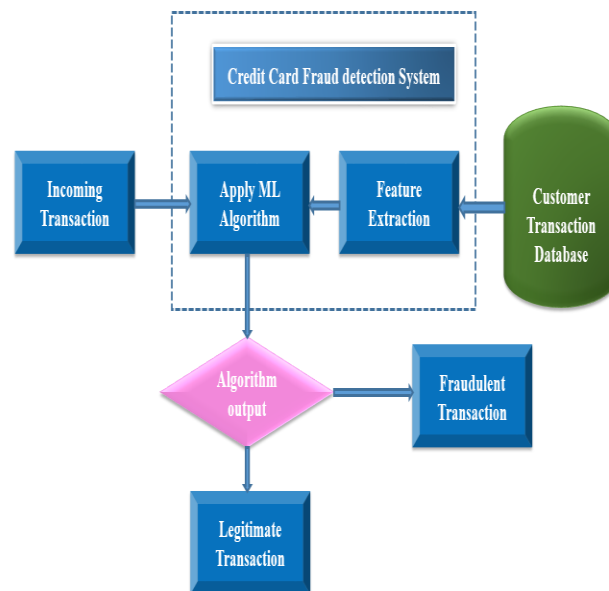 Credit Card Fraud detection System
Incoming
Transaction
Apply ML
Algorithm
Feature
Extraction
Customer
Transaction
Database
Algorithm
output
Fraudulent
Transaction
Legitimate
Transaction